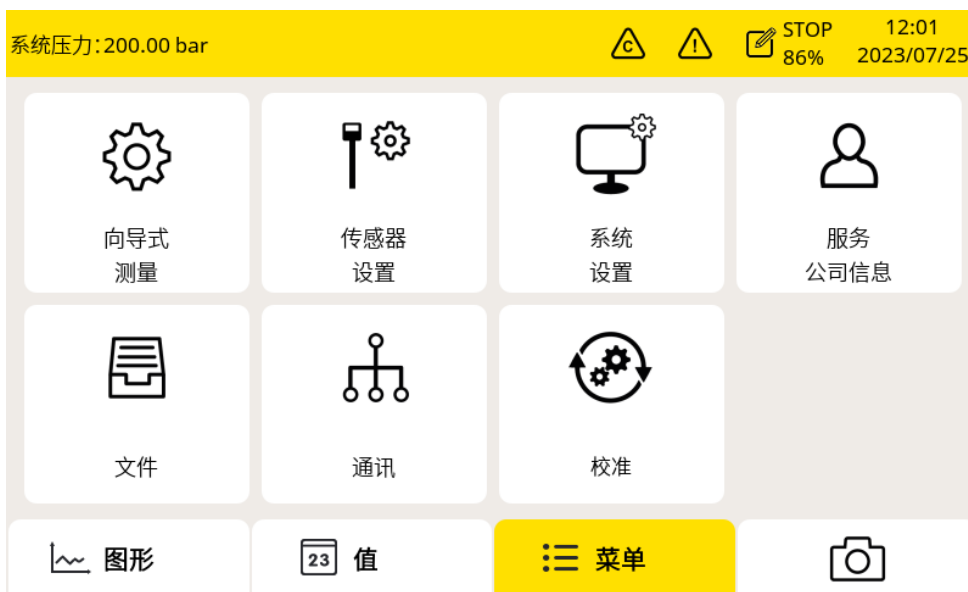 系统压力：200.00 bar
C
!
STOP
86%
12:01
2023/07/25
向导式
测量
传感器
设置
系统
设置
服务
公司信息
文件
通讯
校准
图形
23
值
菜单